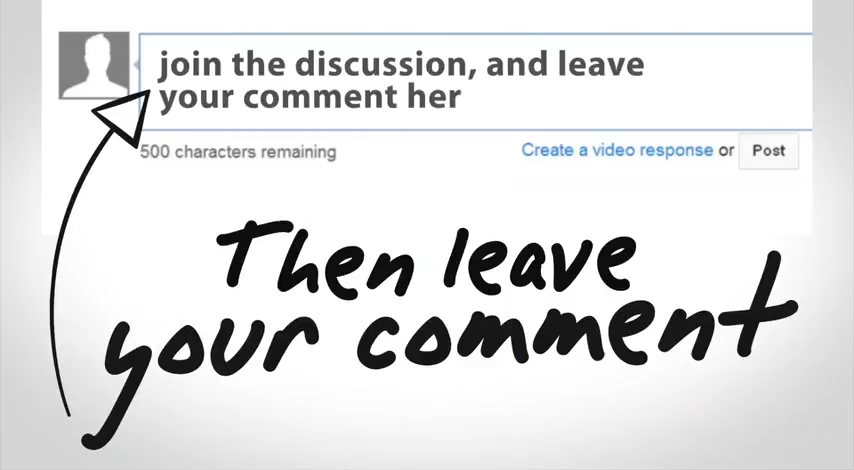 join the discussion, and leave
your comment her
500 characters remaining
Create a video response or Post
Then leave
your comment